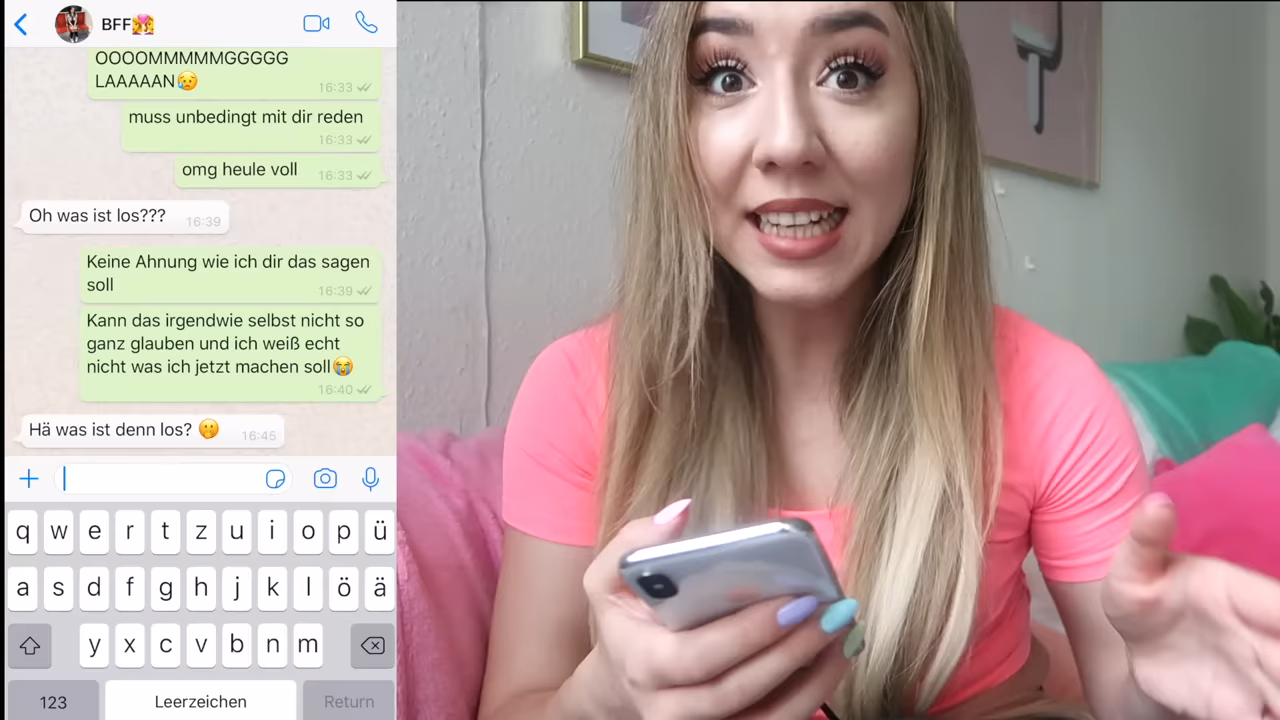 BFF👯
OOOOMMMMMGGGGG
LAAAAAN😥
16:33
muss unbedingt mit dir reden
16:33
omg heule voll 16:33
Oh was ist los??? 16:39
Keine Ahnung wie ich dir das sagen
soll
16:39
Kann das irgendwie selbst nicht so
ganz glauben und ich weiß echt
nicht was ich jetzt machen soll😭
16:40
Hä was ist denn los? 🤭 16:45
q w e r t z u i o p ü
a s d f g h j k l ö ä
y x c v b n m
123 Leerzeichen Return